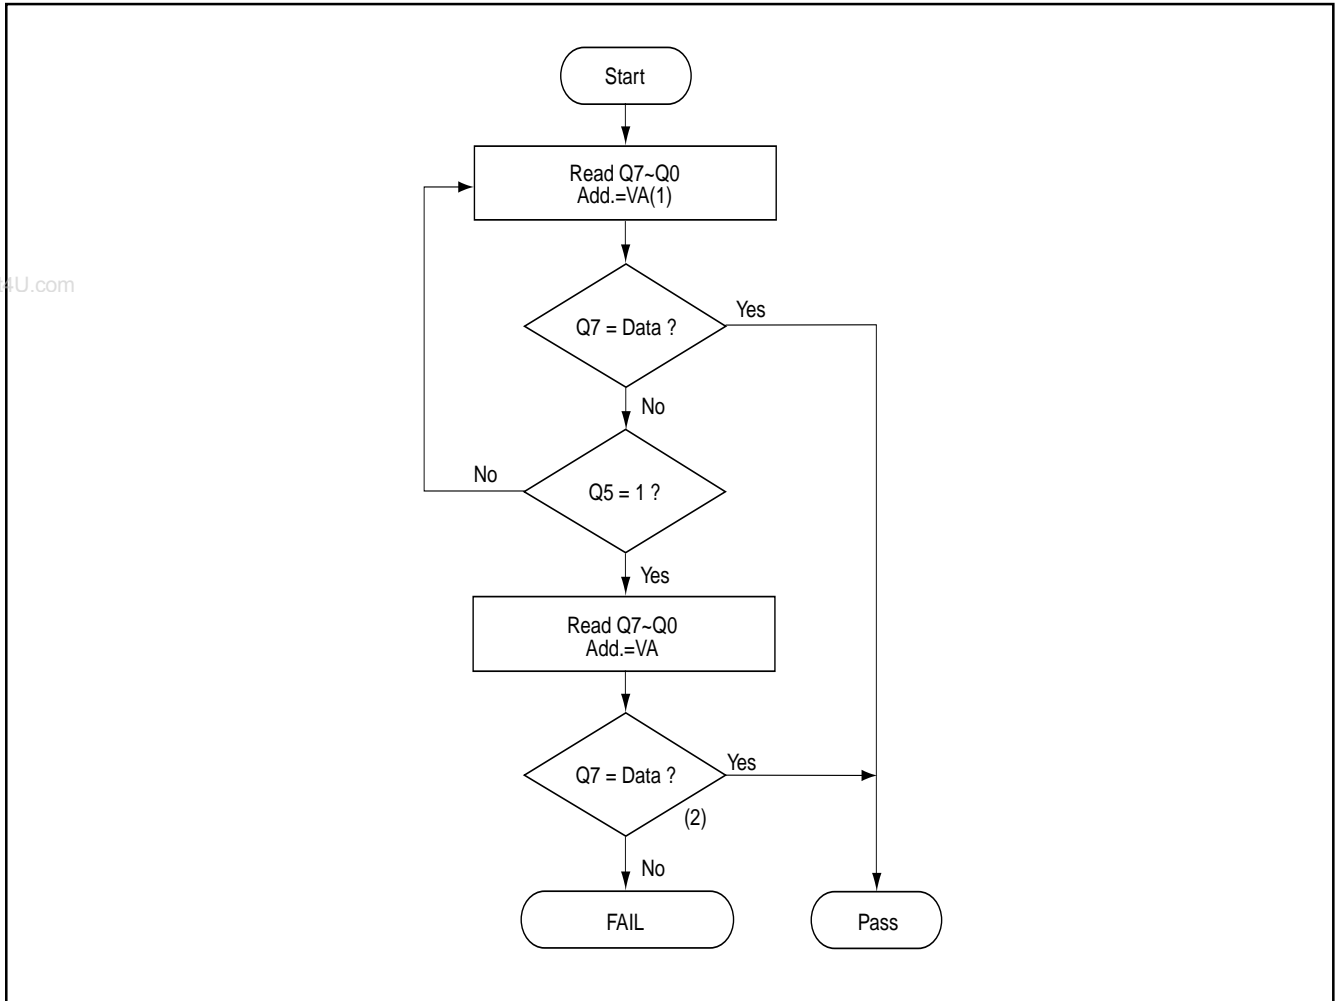 Start
Read Q7~Q0
Add.=VA(1)
4U.com
Q7 = Data ?
Yes
No
No
Q5 = 1 ?
Yes
Read Q7~Q0
Add.=VA
Q7 = Data ?
Yes
(2)
No
FAIL
Pass